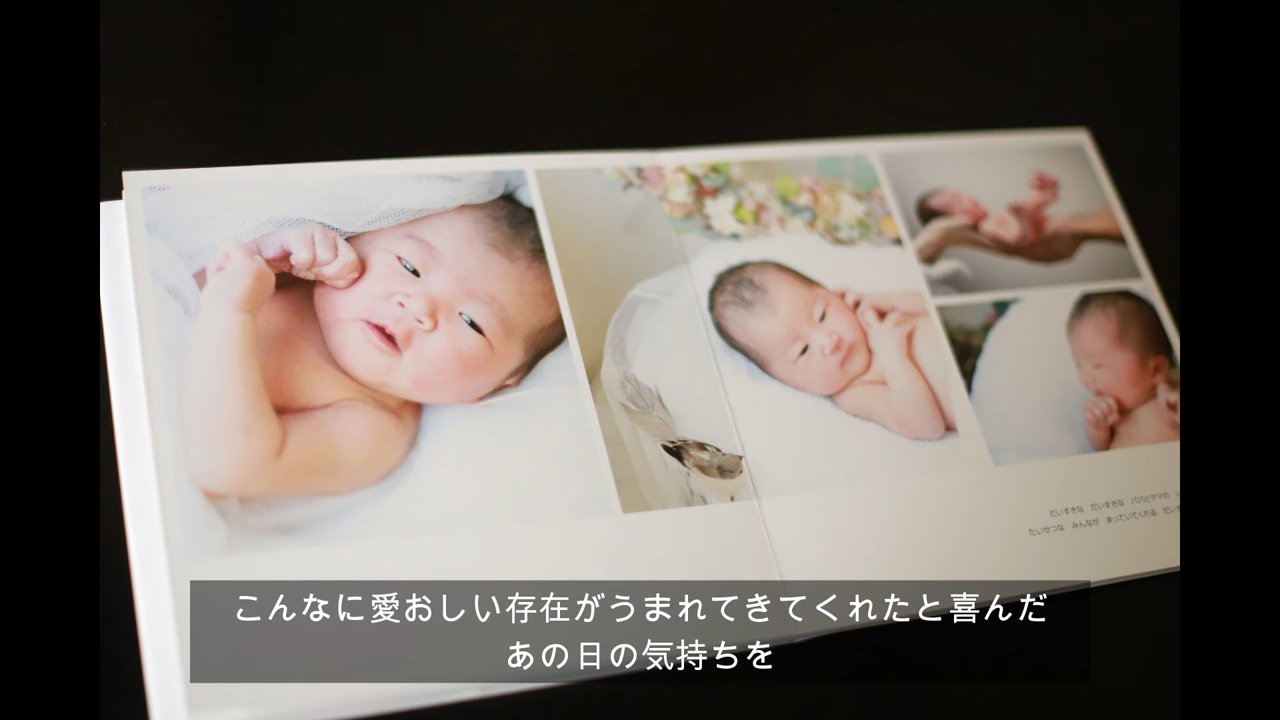 だいすきな だいすきな パパとママの
たいせつな みんなが まっていてくれる
こんなに愛おしい存在がうまれてきてくれたと喜んだ
あの日の気持ちを